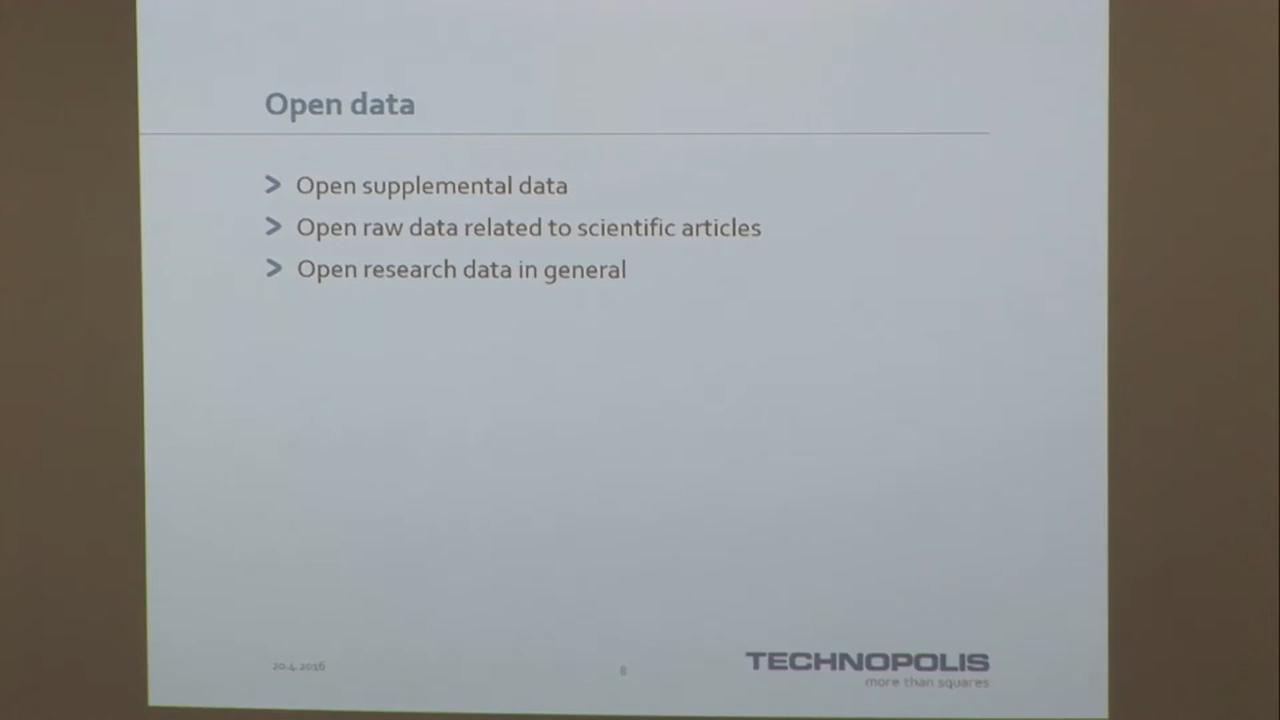 Open data
> Open supplemental data
> Open raw data related to scientific articles
> Open research data in general
20.4.2016
8
TECHNOPOLIS
more than squares